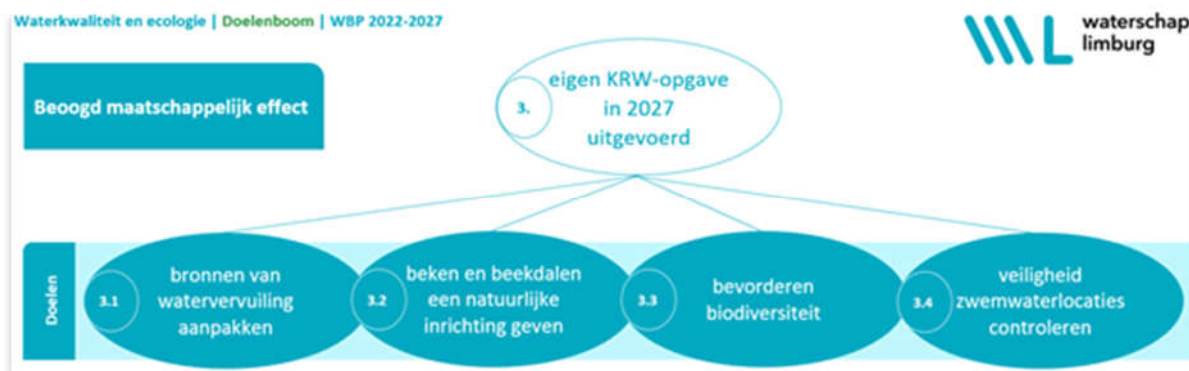 Waterkwaliteit en ecologie | Doelenboom | WBP 2022-2027
waterschap
limburg
Beoogd maatschappelijk effect
3.
eigen KRW-opgave
in 2027
uitgevoerd
Doelen
3.1
bronnen van
watervervuiling
aanpakken
3.2
beken en beekdalen
een natuurlijke
inrichting geven
3.3
bevorderen
biodiversiteit
3.4
veiligheid
zwemwaterlocaties
controleren